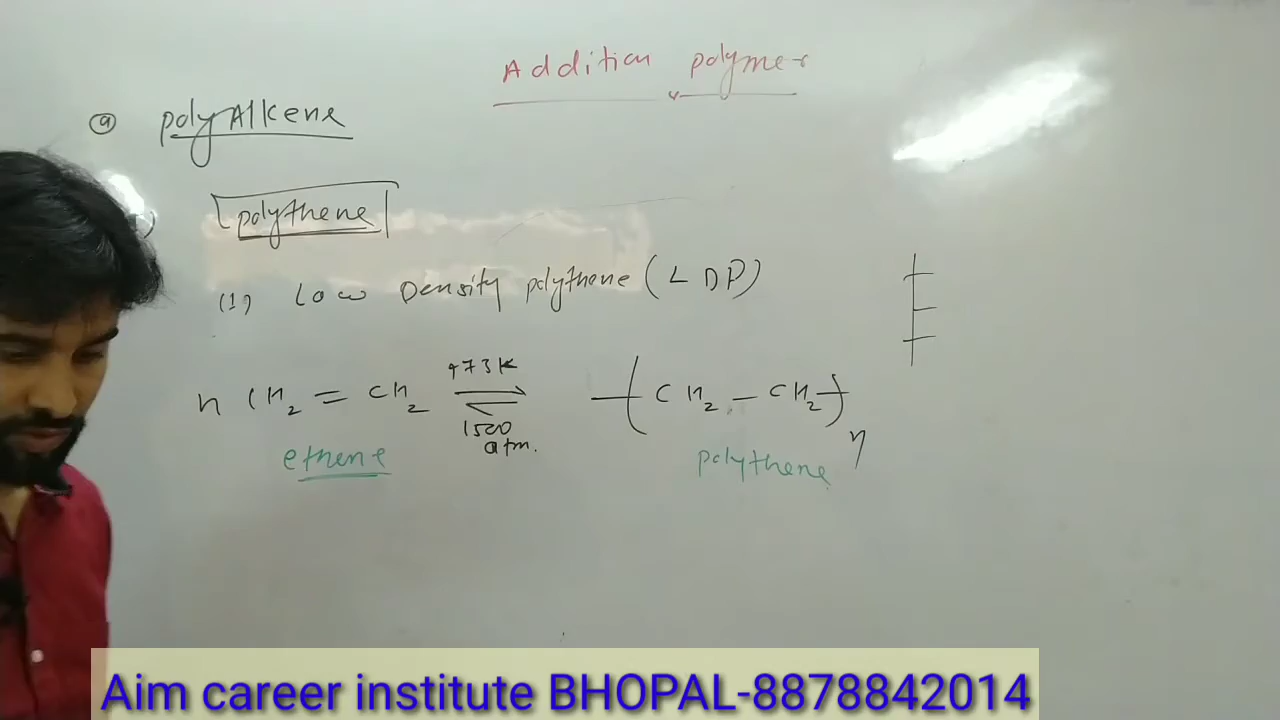 Addition polymer
(a) polyAlkene
polythene
(1) Low Density polythene (LDP)
n CH2 = CH2 473K 1500 atm. —( CH2 — CH2 )— n
ethene polythene
Aim career institute BHOPAL-8878842014